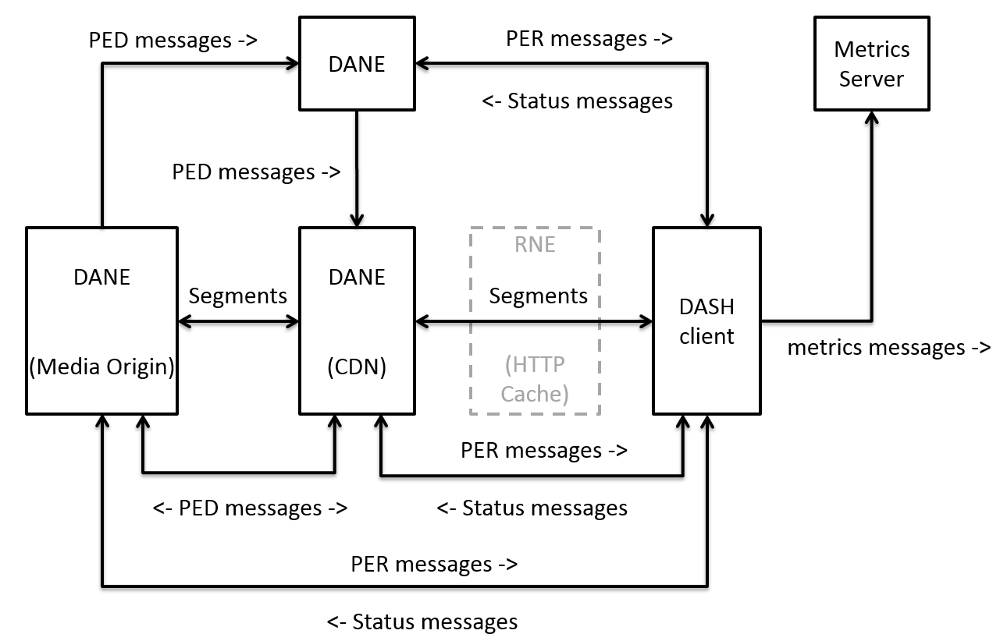 PED messages ->
DANE
PER messages ->
<- Status messages
Metrics
Server
PED messages ->
DANE
(Media Origin)
Segments
DANE
(CDN)
RNE
Segments
(HTTP
Cache)
DASH
client
metrics messages ->
<- PED messages ->
PER messages ->
<- Status messages
PER messages ->
<- Status messages